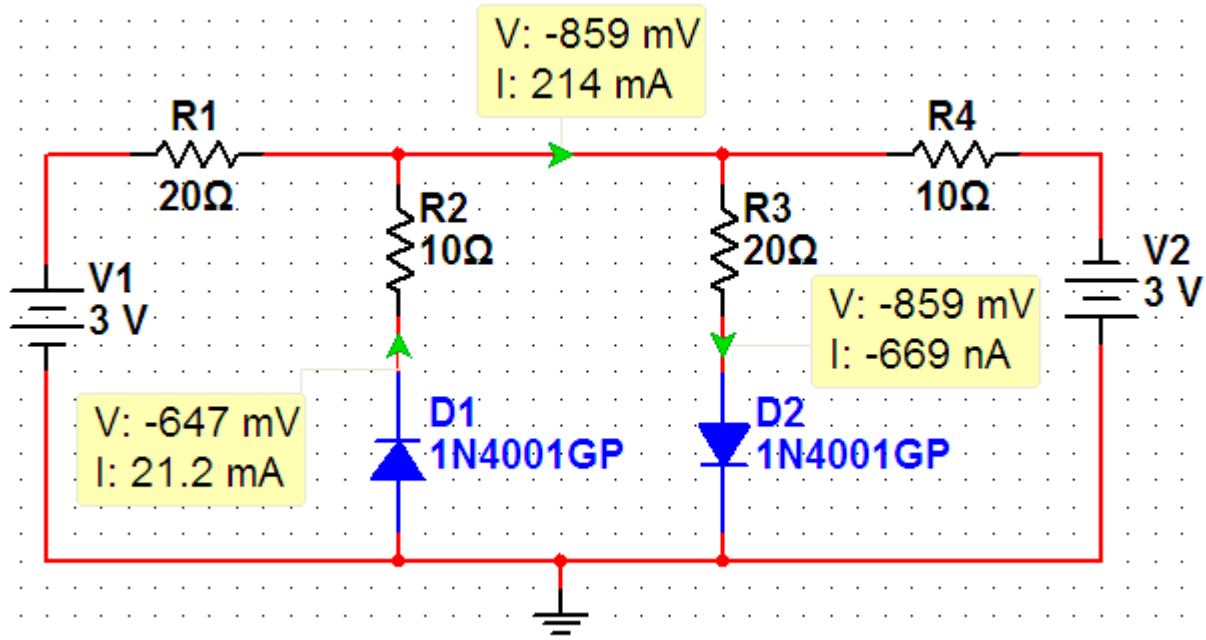 V: -859 mV
I: 214 mA
R1
20Ω
R4
10Ω
R2
10Ω
R3
20Ω
V1
3 V
V2
3 V
V: -859 mV
I: -669 nA
V: -647 mV
I: 21.2 mA
D1
1N4001GP
D2
1N4001GP